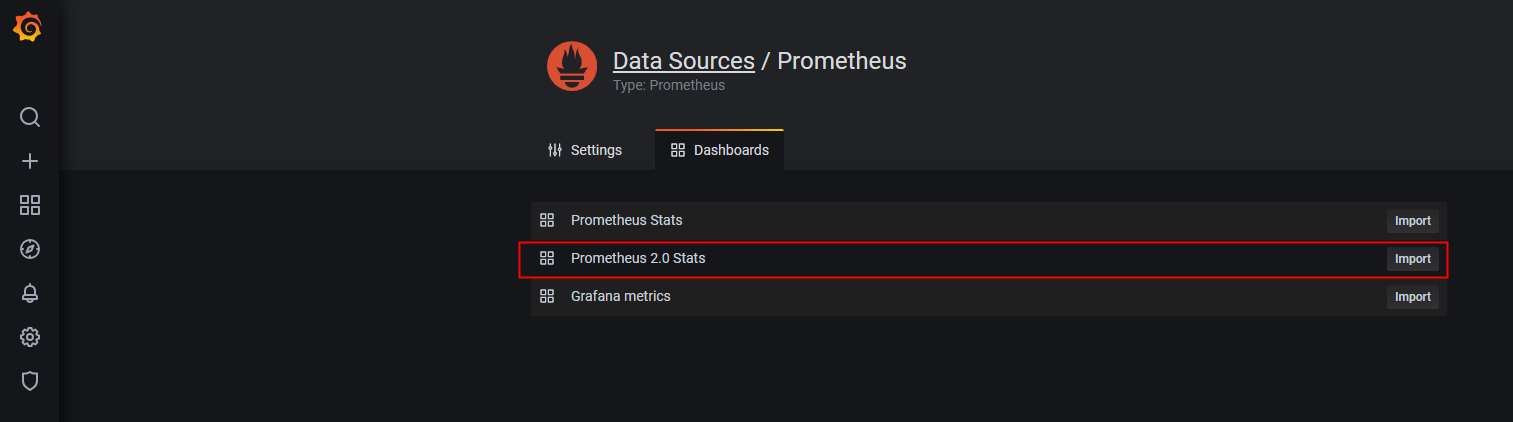 Data Sources / Prometheus
Type: Prometheus
Settings
Dashboards
Prometheus Stats
Import
Prometheus 2.0 Stats
Import
Grafana metrics
Import